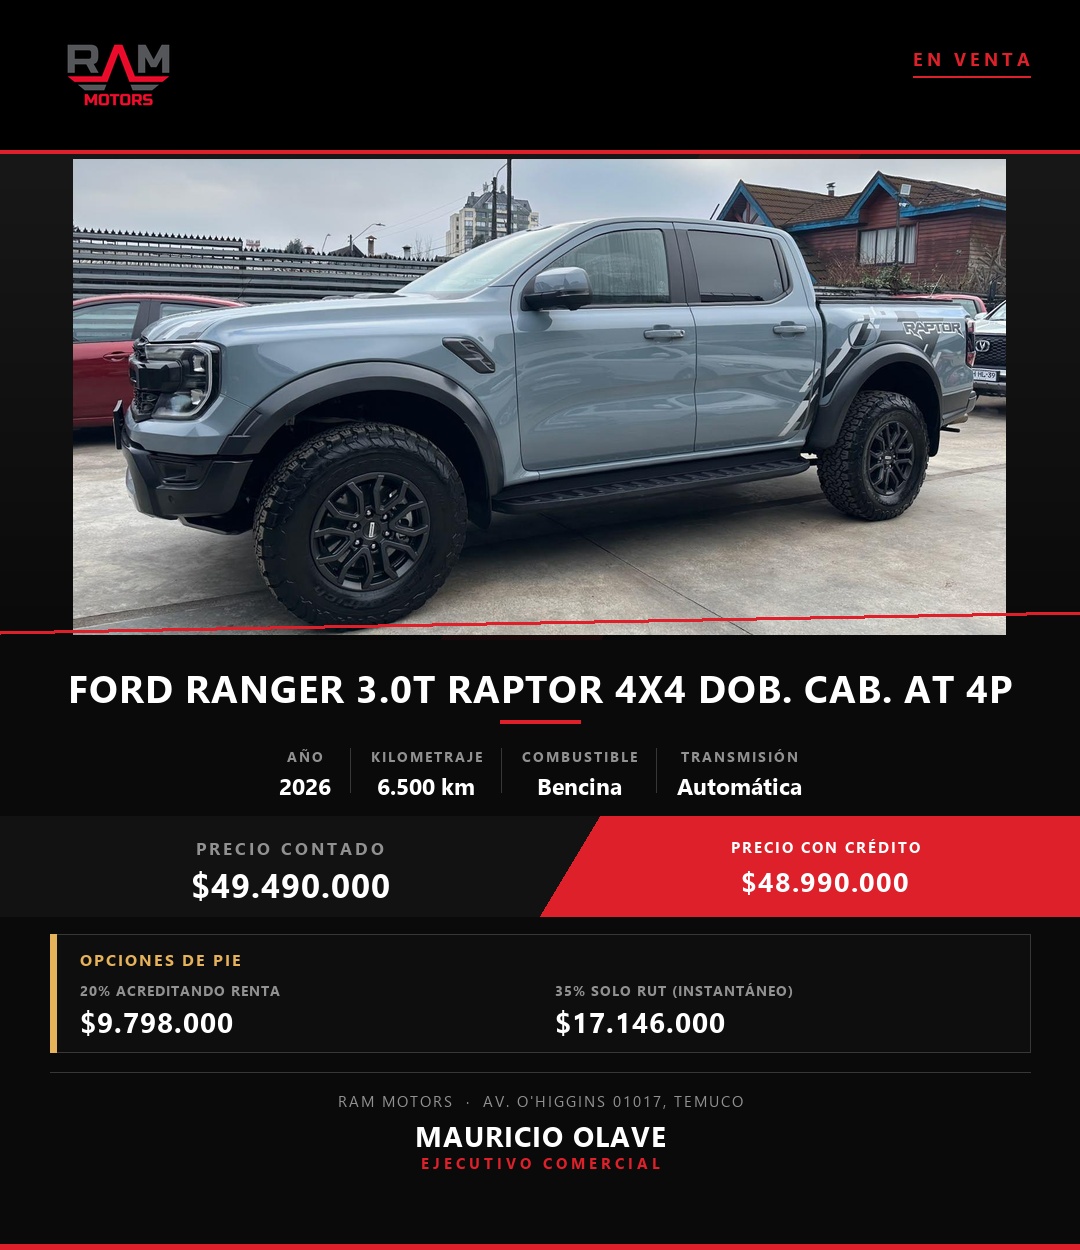 RAM
MOTORS
EN VENTA
RAPTOR
FORD RANGER 3.0T RAPTOR 4X4 DOB. CAB. AT 4P
AÑO
2026
KILOMETRAJE
6.500 km
COMBUSTIBLE
Bencina
TRANSMISIÓN
Automática
PRECIO CONTADO
$49.490.000
PRECIO CON CRÉDITO
$48.990.000
OPCIONES DE PIE
20% ACREDITANDO RENTA
$9.798.000
35% SOLO RUT (INSTANTÁNEO)
$17.146.000
RAM MOTORS · AV. O'HIGGINS 01017, TEMUCO
MAURICIO OLAVE
EJECUTIVO COMERCIAL